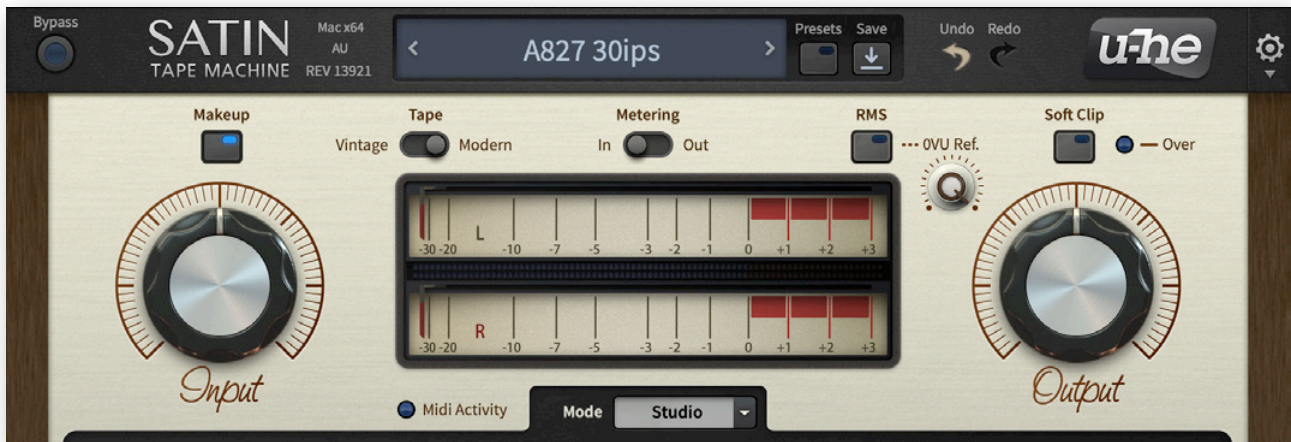 Bypass
SATIN
TAPE MACHINE
Mac x64
AU
REV 13921
A827 30ips
Presets
Save
Undo
Redo
u-he
Makeup
Tape
Metering
RMS
Soft Clip
Vintage
Modern
In
Out
0VU Ref.
Over
L
-30 -20 -10 -7 -5 -3 -2 -1 0 +1 +2 +3
R
-30 -20 -10 -7 -5 -3 -2 -1 0 +1 +2 +3
Input
Output
Midi Activity
Mode
Studio